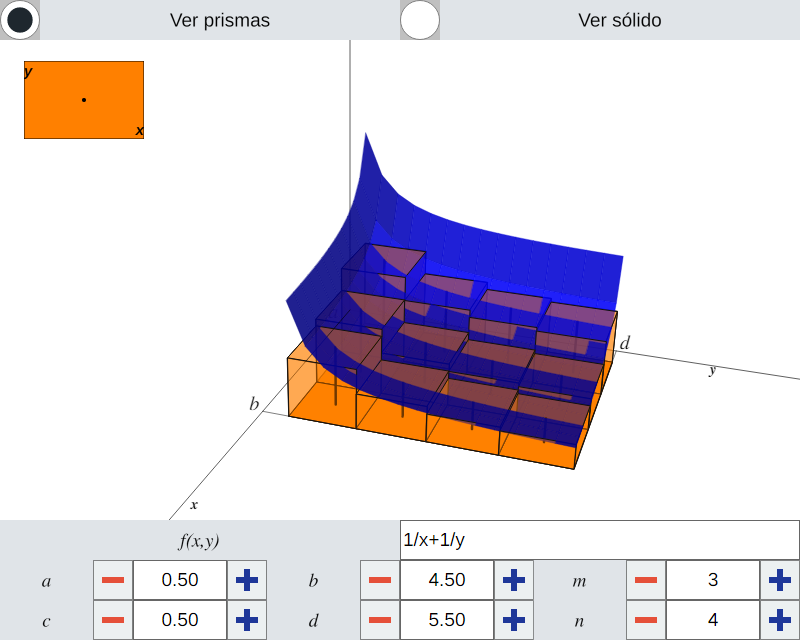 Ver prismas
Ver sólido
y
x
d
y
b
x
f(x,y)
1/x+1/y
a 0.50 b 4.50 m 3
c 0.50 d 5.50 n 4